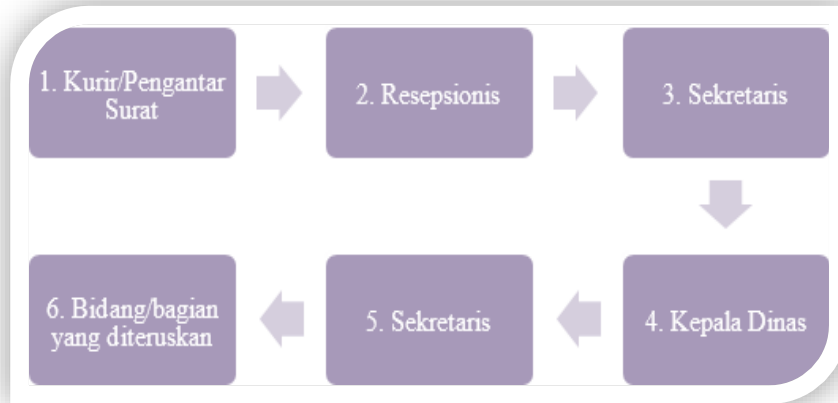 1. Kurir/Pengantar
Surat
2. Resepsionis
3. Sekretaris
4. Kepala Dinas
5. Sekretaris
6. Bidang/bagian
yang diteruskan